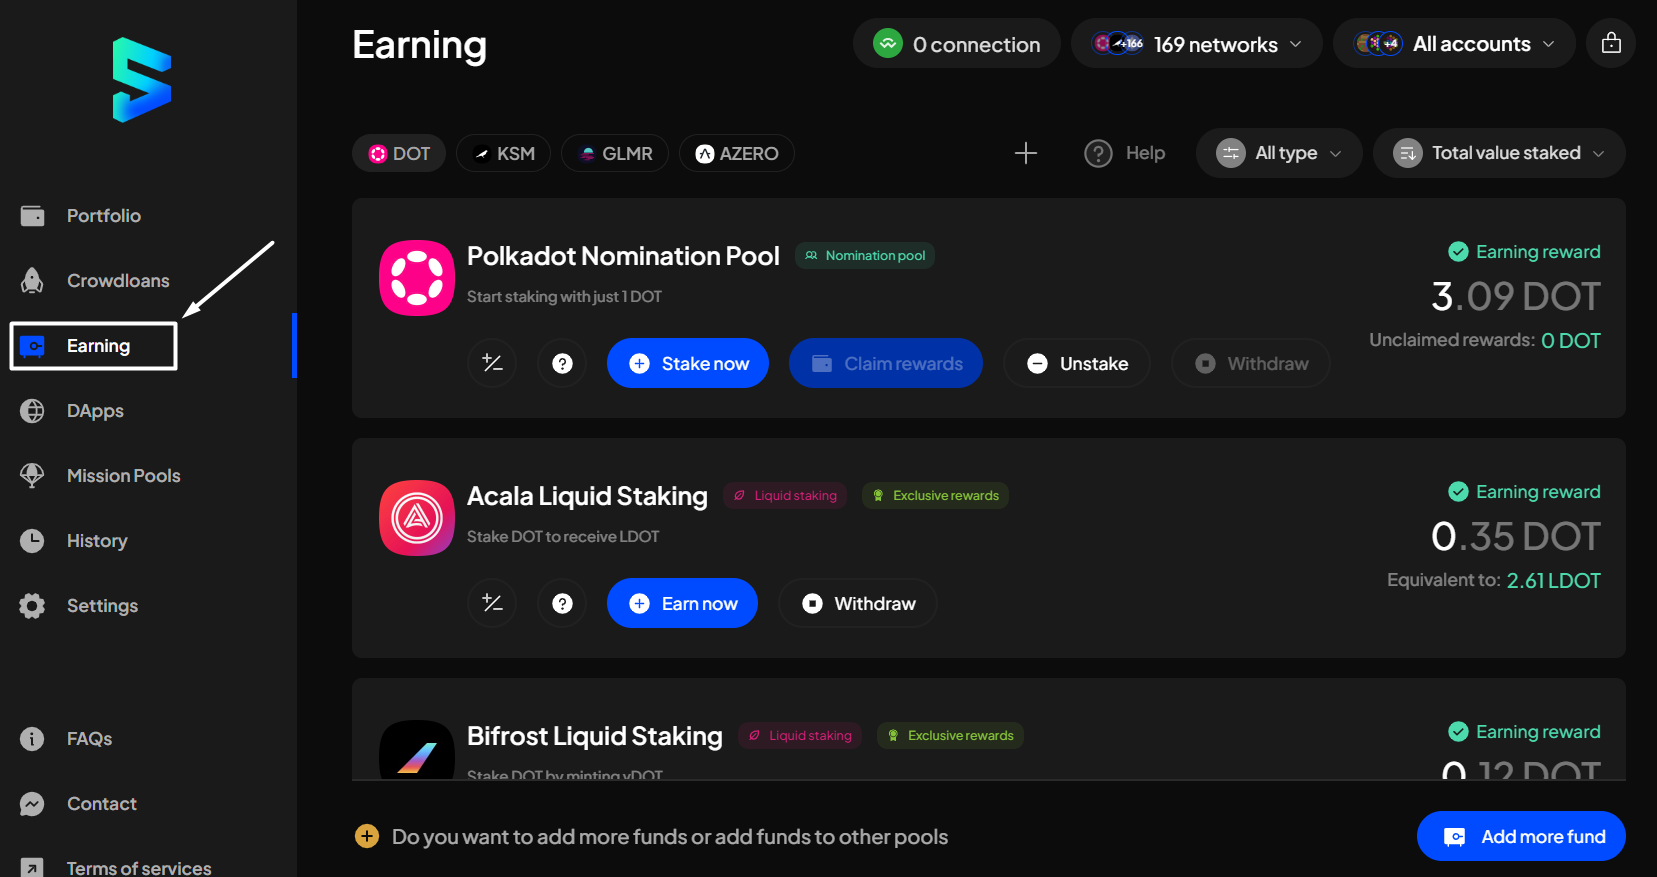 Earning
0 connection
+166
169 networks
+4
All accounts
DOT
KSM
GLMR
AZERO
Help
All type
Total value staked
Portfolio
Crowdloans
Earning
DApps
Mission Pools
History
Settings
FAQs
Contact
Terms of services
Polkadot Nomination Pool
Nomination pool
Start staking with just 1 DOT
Stake now
Claim rewards
Unstake
Withdraw
Earning reward
3.09 DOT
Unclaimed rewards: 0 DOT
Acala Liquid Staking
Liquid staking
Exclusive rewards
Stake DOT to receive LDOT
Earn now
Withdraw
Earning reward
0.35 DOT
Equivalent to: 2.61 LDOT
Bifrost Liquid Staking
Liquid staking
Exclusive rewards
Stake DOT by minting vDOT
Earning reward
0.12 DOT
Do you want to add more funds or add funds to other pools
Add more fund